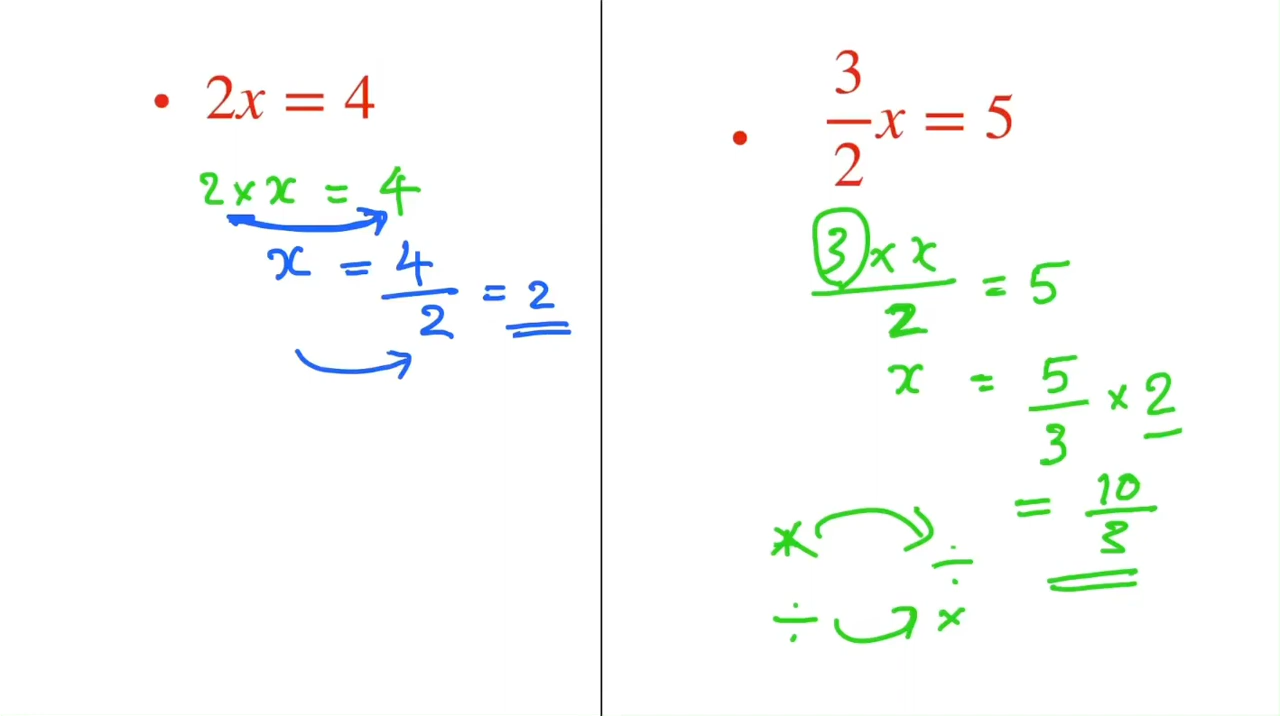 • 2x = 4
2 × x = 4
x = 4/2 = 2
• 3/2 x = 5
3 × x / 2 = 5
x = 5/3 × 2
= 10/3
× ÷
÷ ×